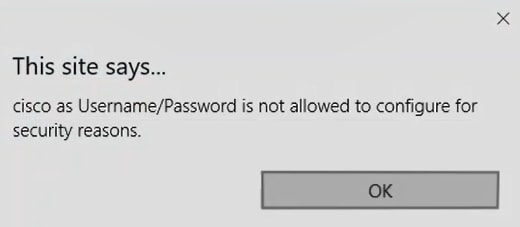 This site says...
cisco as Username/Password is not allowed to configure for
security reasons.
OK